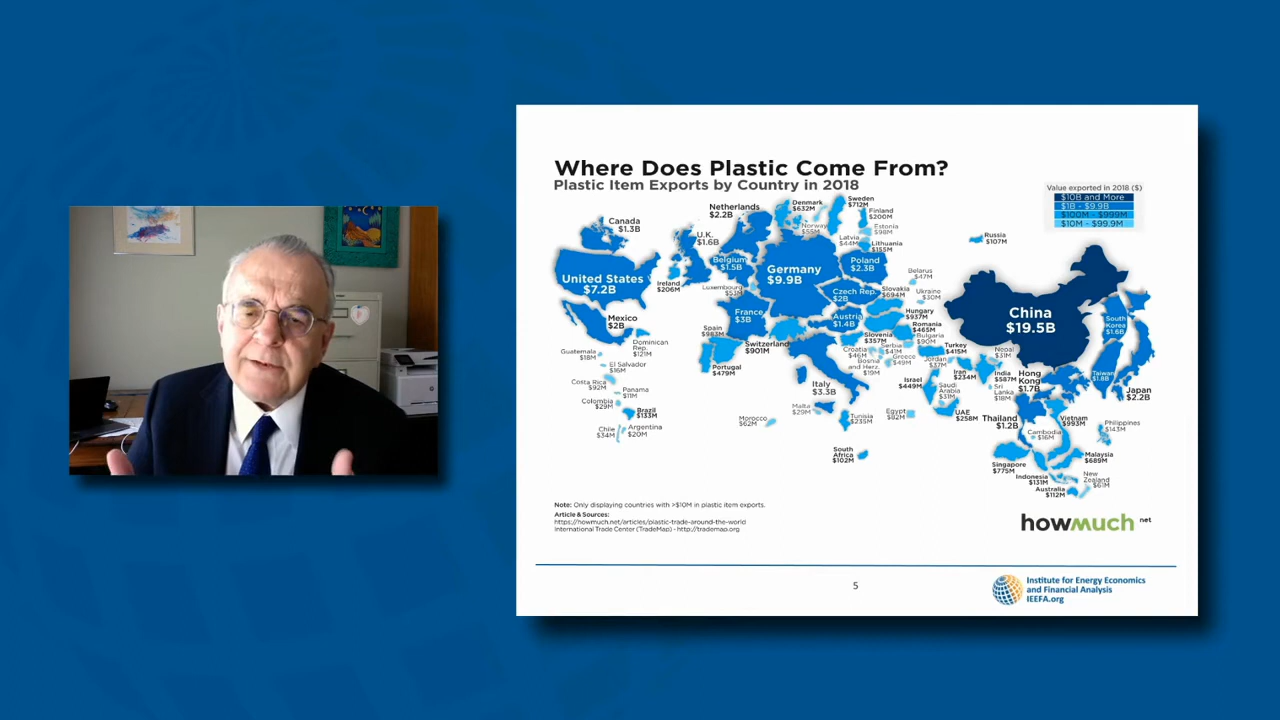 Where Does Plastic Come From?
Plastic Item Exports by Country in 2018
Value exported in 2018 ($)
$10B and More
$1B - $9.9B
$100M - $999M
$10M - $99.9M
Canada
$1.3B
United States
$7.2B
Mexico
$2B
Dominican
Rep.
$121M
Guatemala
$18M
El Salvador
$16M
Costa Rica
$92M
Panama
$11M
Colombia
$29M
Brazil
$133M
Chile
$34M
Argentina
$20M
Netherlands
$2.2B
U.K.
$1.6B
Ireland
$206M
Belgium
$1.5B
Luxembourg
$53M
France
$3B
Spain
$983M
Portugal
$479M
Switzerland
$901M
Denmark
$632M
Norway
$55M
Sweden
$712M
Finland
$200M
Estonia
$98M
Latvia
$44M
Lithuania
$155M
Germany
$9.9B
Poland
$2.3B
Czech Rep.
$2B
Austria
$1.4B
Slovakia
$694M
Belarus
$47M
Ukraine
$30M
Hungary
$937M
Romania
$465M
Bulgaria
$90M
Slovenia
$357M
Croatia
$46M
Serbia
$41M
Bosnia
and Herz.
$19M
Greece
$49M
Italy
$3.3B
Malta
$29M
Morocco
$62M
Tunisia
$235M
Egypt
$82M
South
Africa
$102M
Turkey
$415M
Jordan
$37M
Israel
$449M
Saudi
Arabia
$31M
UAE
$258M
Iran
$234M
Russia
$107M
China
$19.5B
Nepal
$31M
India
$587M
Sri
Lanka
$18M
Hong
Kong
$1.7B
South
Korea
$1.6B
Taiwan
$1.8B
Japan
$2.2B
Thailand
$1.2B
Vietnam
$993M
Cambodia
$16M
Philippines
$143M
Malaysia
$689M
Singapore
$775M
Indonesia
$131M
Australia
$112M
New
Zealand
$61M
Note: Only displaying countries with >$10M in plastic item exports.
Article & Sources:
https://howmuch.net/articles/plastic-trade-around-the-world
International Trade Center (TradeMap) - http://trademap.org
howmuch net
5
Institute for Energy Economics
and Financial Analysis
IEEFA.org